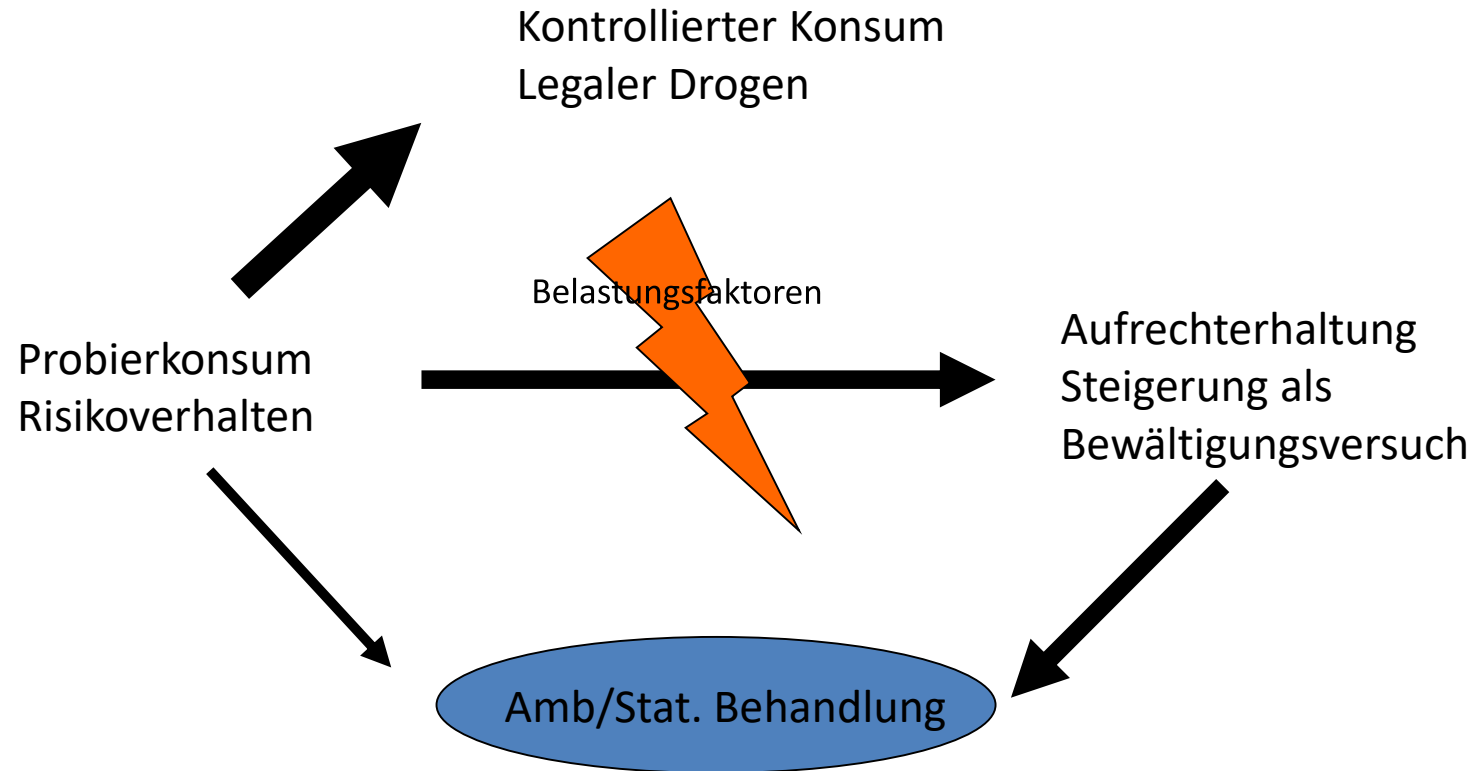 Kontrollierter Konsum
Legaler Drogen
Belastungsfaktoren
Probierkonsum
Risikoverhalten
Aufrechterhaltung
Steigerung als
Bewältigungsversuch
Amb/Stat. Behandlung